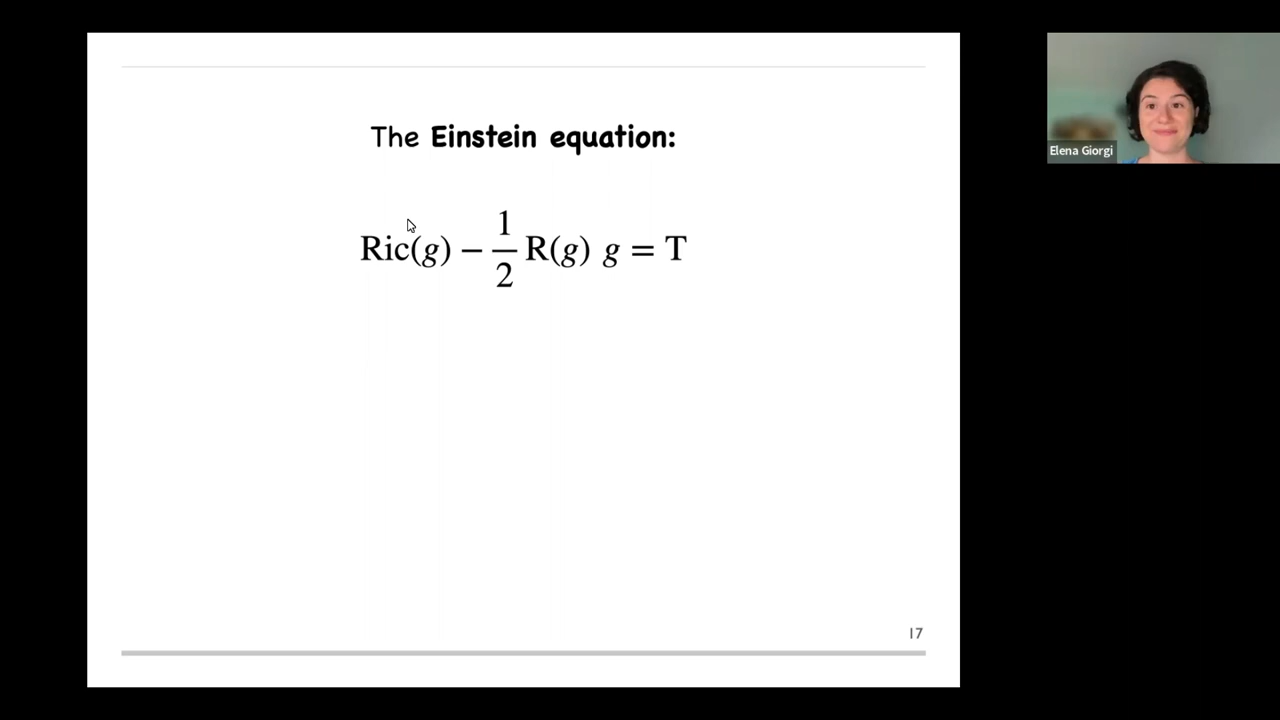 The Einstein equation:
Ric(g) − 1/2 R(g) g = T
17
Elena Giorgi